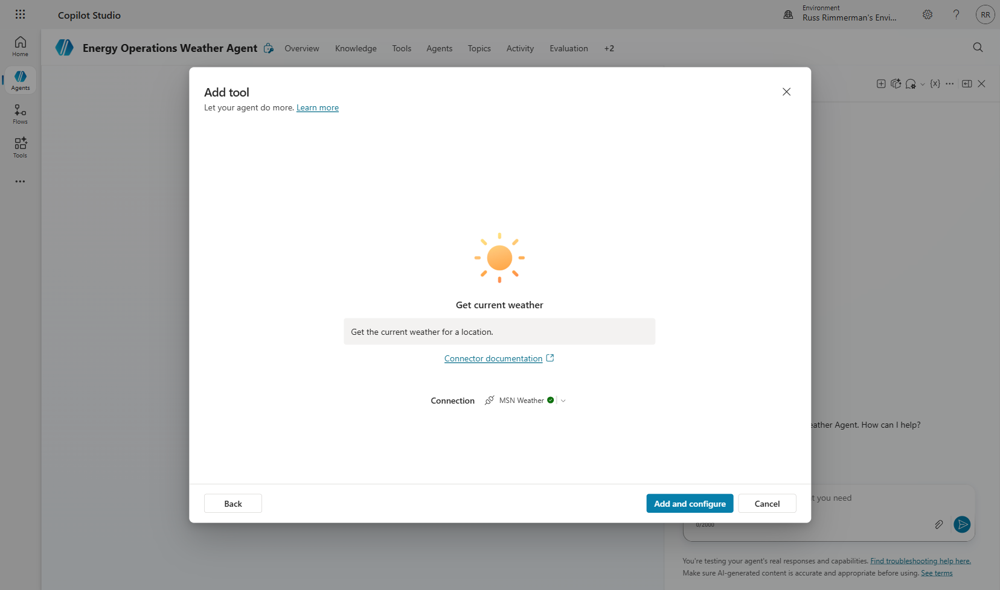 Copilot Studio
Environment
Russ Rimmerman's Envi...
RR
Home
Agents
Flows
Tools
Energy Operations Weather Agent
Overview
Knowledge
Tools
Agents
Topics
Activity
Evaluation
+2
Add tool
Let your agent do more. Learn more
Get current weather
Get the current weather for a location.
Connector documentation
Connection
MSN Weather
Back
Add and configure
Cancel
eather Agent. How can I help?
t you need
0/2000
You're testing your agent's real responses and capabilities. Find troubleshooting help here.
Make sure AI-generated content is accurate and appropriate before using. See terms